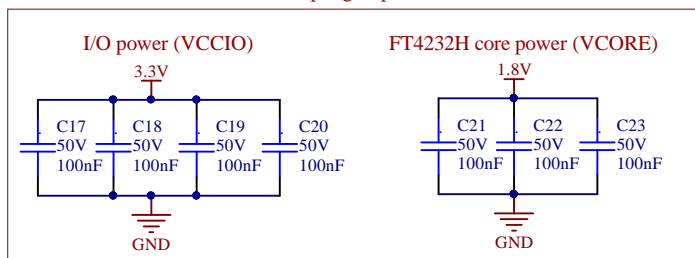 I/O power (VCCIO)
3.3V
C17
50V
100nF
C18
50V
100nF
C19
50V
100nF
C20
50V
100nF
GND
FT4232H core power (VCORE)
1.8V
C21
50V
100nF
C22
50V
100nF
C23
50V
100nF
GND